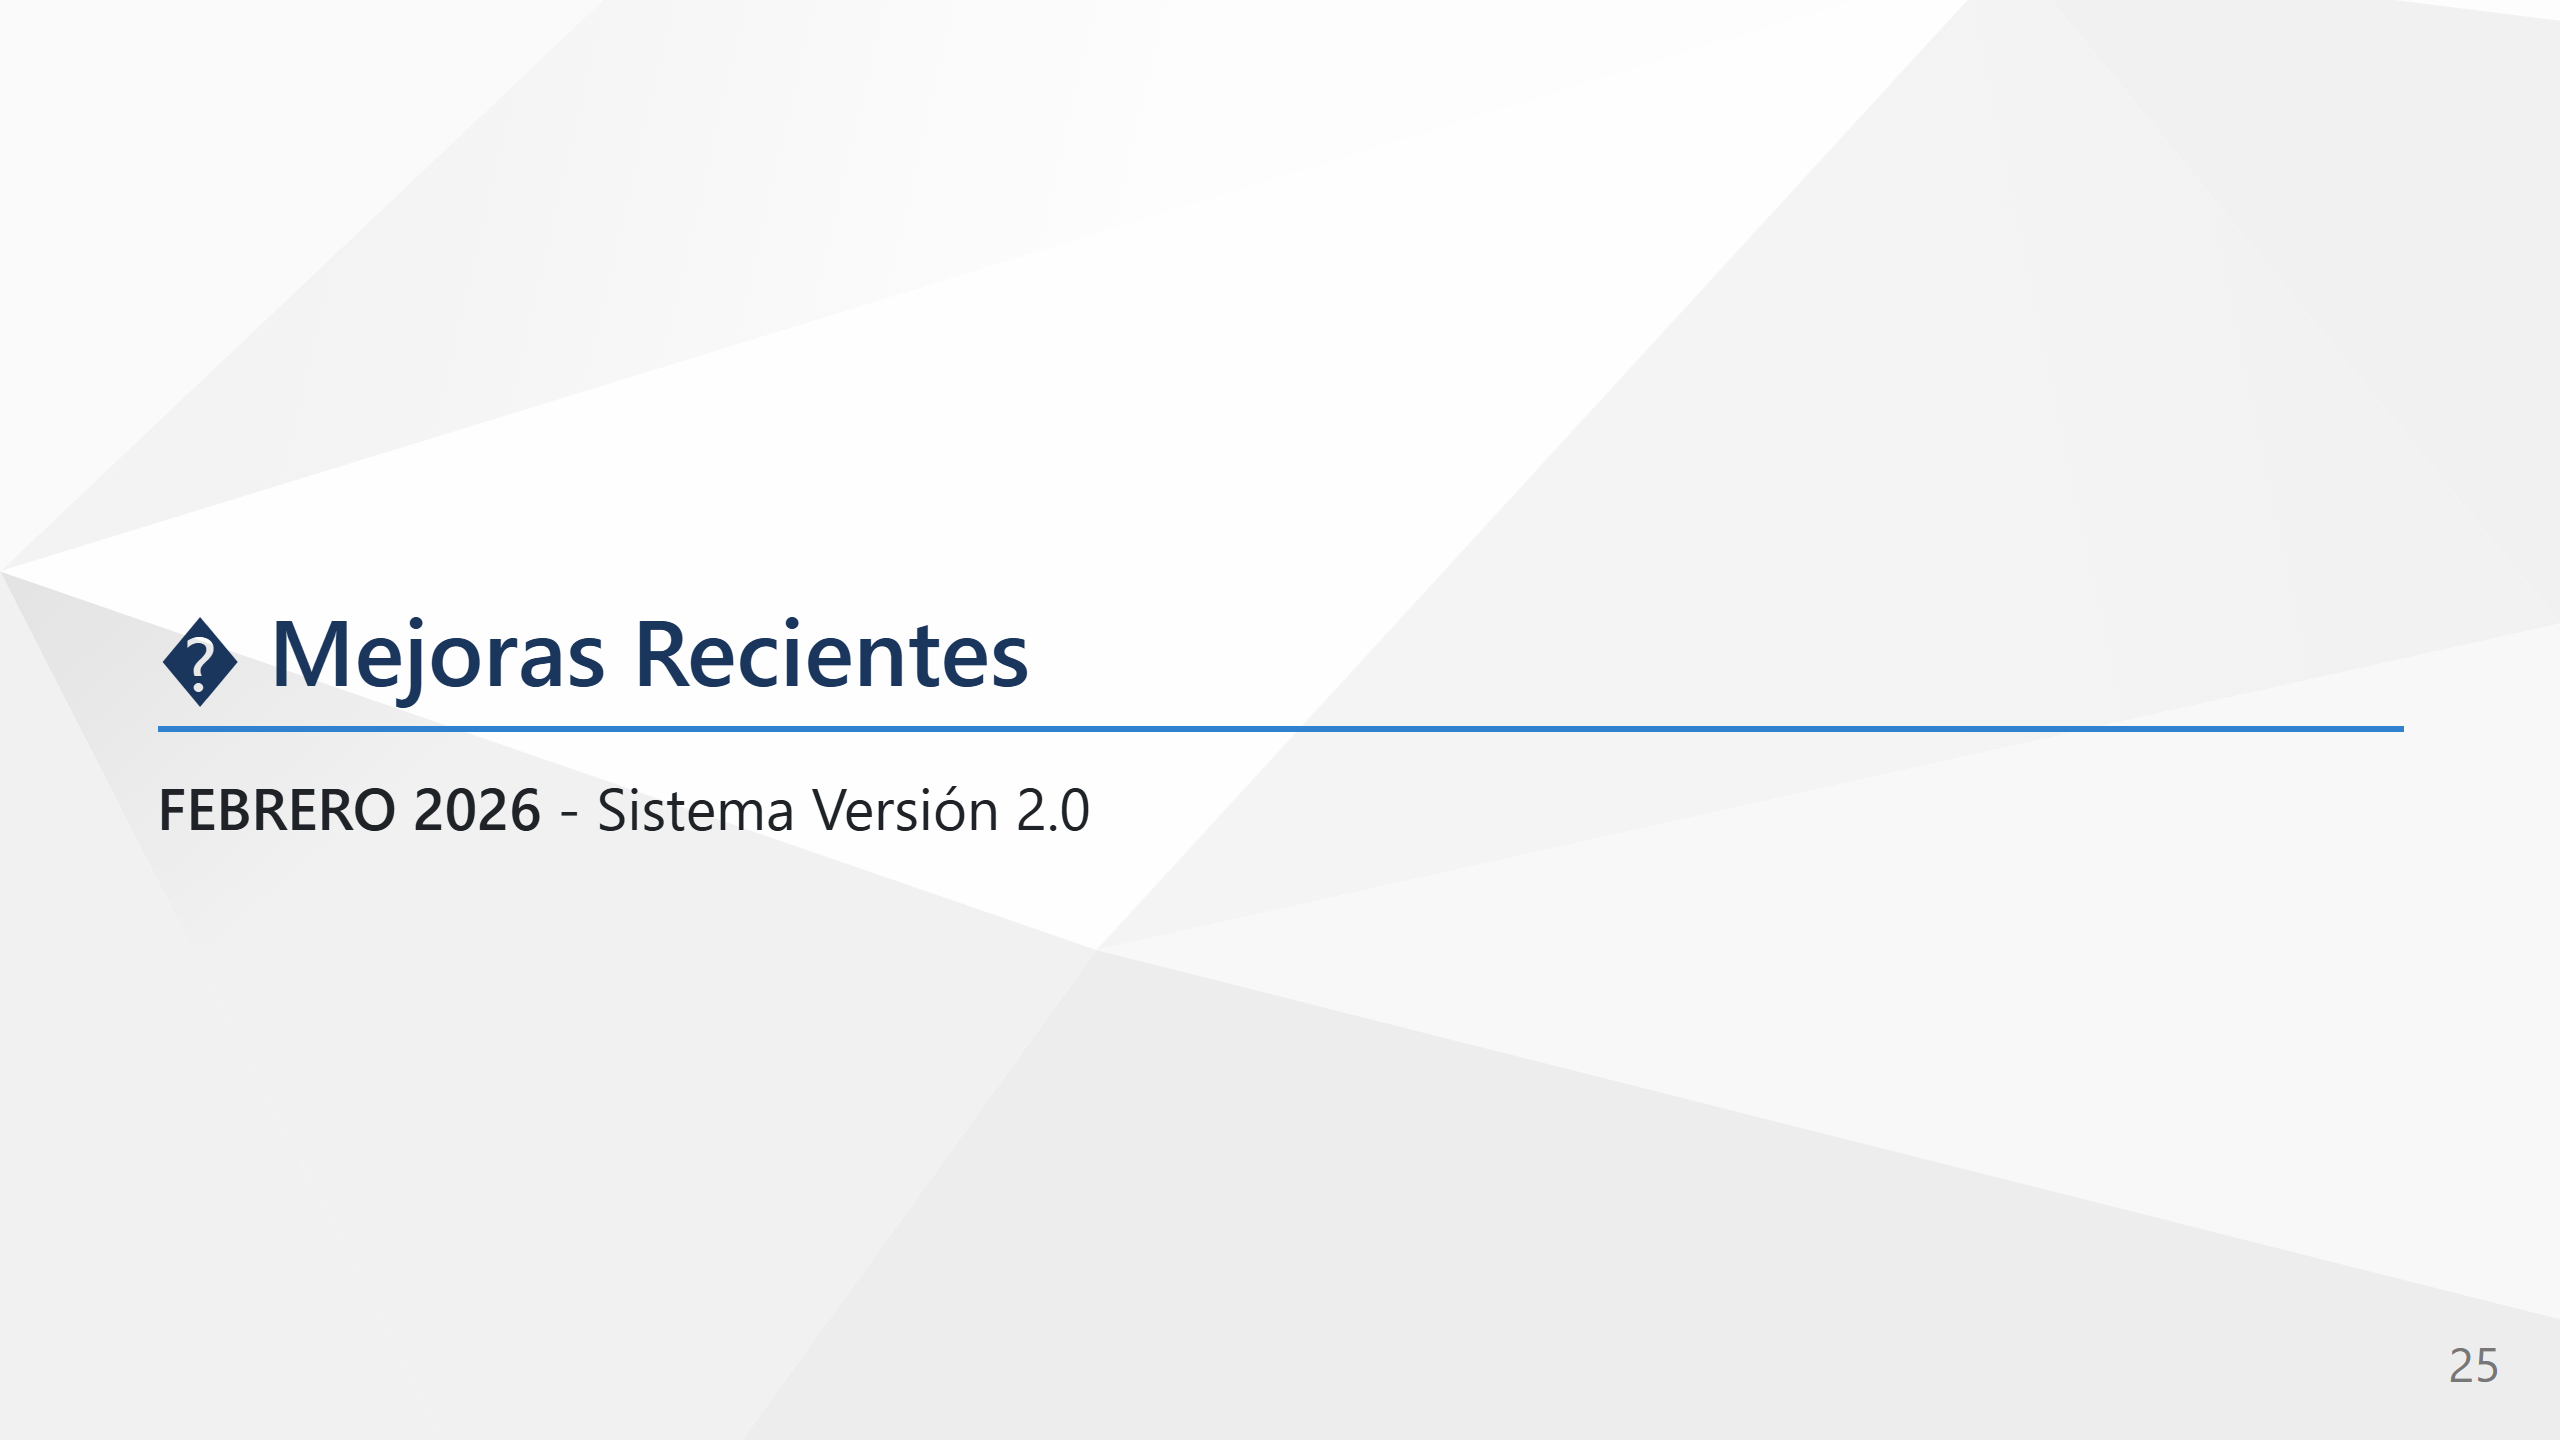 � Mejoras Recientes
FEBRERO 2026 - Sistema Versión 2.0
25